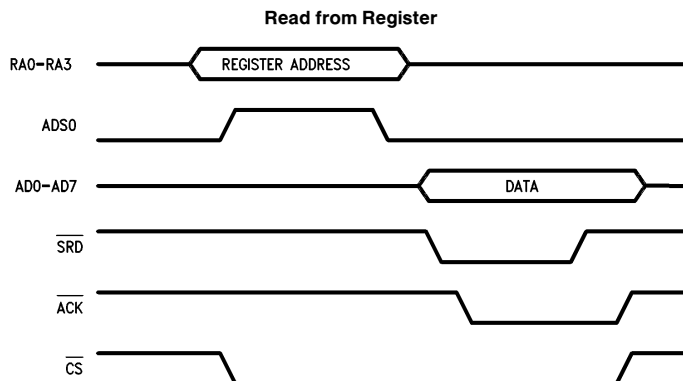 Read from Register
RA0–RA3
REGISTER ADDRESS
ADS0
AD0–AD7
DATA
SRD
ACK
CS